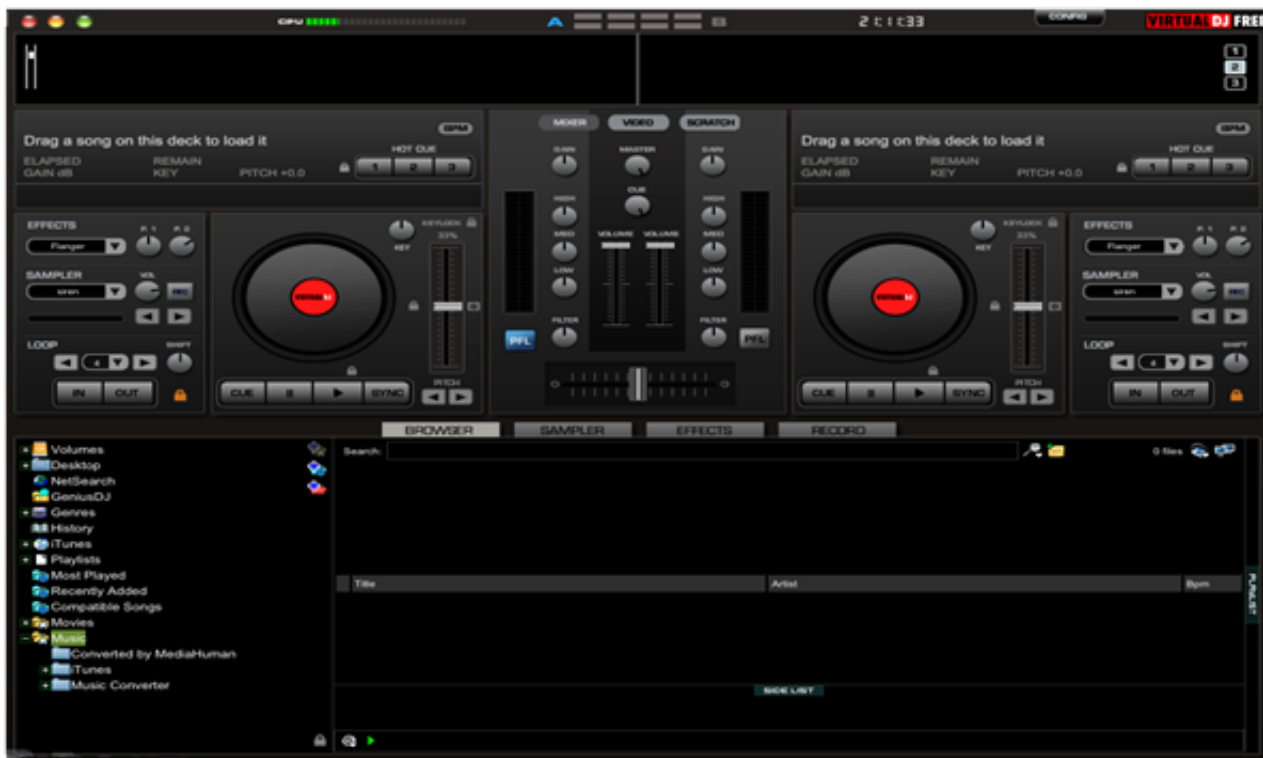 CPU
A
B
21:11:33
CONFIG
VIRTUAL DJ FREE
1
2
3
Drag a song on this deck to load it
BPM
HOT CUE
ELAPSED REMAIN
GAIN dB KEY PITCH +0.0
1 2 3
MIXER VIDEO SCRATCH
GAIN MASTER GAIN
CUE
HIGH HIGH
MED VOLUME VOLUME MED
LOW LOW
FILTER FILTER
PFL PFL
Drag a song on this deck to load it
BPM
HOT CUE
ELAPSED REMAIN
GAIN dB KEY PITCH +0.0
1 2 3
EFFECTS P. 1 P. 2
Flanger
SAMPLER VOL
siren REC
LOOP SHIFT
4
IN OUT
KEY
KEYLOCK
33%
VIRTUAL DJ
CUE SYNC
PITCH
KEY
KEYLOCK
33%
VIRTUAL DJ
CUE SYNC
PITCH
EFFECTS P. 1 P. 2
Flanger
SAMPLER VOL
siren REC
LOOP SHIFT
4
IN OUT
BROWSER SAMPLER EFFECTS RECORD
Volumes
Desktop
NetSearch
GeniusDJ
Genres
History
iTunes
Playlists
Most Played
Recently Added
Compatible Songs
Movies
Music
Converted by MediaHuman
iTunes
Music Converter
Search:
0 files
Title Artist Bpm
PLAYLIST
SIDE LIST